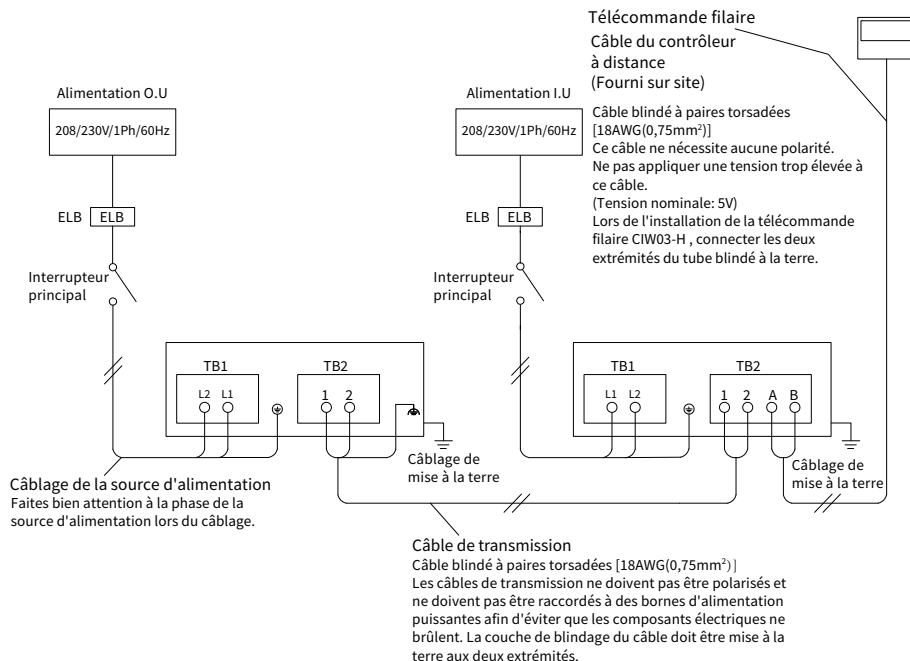 Télécommande filaire
Câble du contrôleur
à distance
(Fourni sur site)
Câble blindé à paires torsadées
[18AWG(0,75mm²)]
Ce câble ne nécessite aucune polarité.
Ne pas appliquer une tension trop élevée à
ce câble.
(Tension nominale: 5V)
Lors de l'installation de la télécommande
filaire CIW03-H , connecter les deux
extrémités du tube blindé à la terre.
Alimentation O.U
208/230V/1Ph/60Hz
ELB ELB
Interrupteur
principal
Alimentation I.U
208/230V/1Ph/60Hz
ELB ELB
Interrupteur
principal
TB1 TB2
L2 L1 1 2
TB1 TB2
L1 L2 1 2 A B
Câblage de la source d'alimentation
Faites bien attention à la phase de la
source d'alimentation lors du câblage.
Câblage de
mise à la terre
Câblage de
mise à la terre
Câble de transmission
Câble blindé à paires torsadées [18AWG(0,75mm²)]
Les câbles de transmission ne doivent pas être polarisés et
ne doivent pas être raccordés à des bornes d'alimentation
puissantes afin d'éviter que les composants électriques ne
brûlent. La couche de blindage du câble doit être mise à la
terre aux deux extrémités.